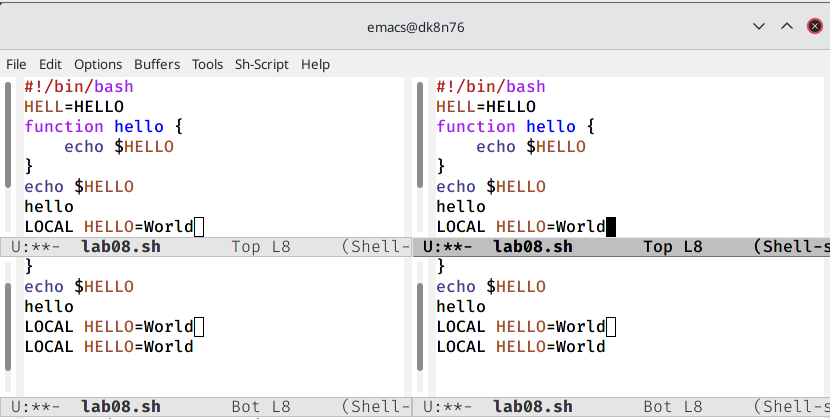 emacs@dk8n76
File Edit Options Buffers Tools Sh-Script Help
#!/bin/bash
HELL=HELLO
function hello {
    echo $HELLO
}
echo $HELLO
hello
LOCAL HELLO=World
U:**-  lab08.sh       Top L8     (Shell-
#!/bin/bash
HELL=HELLO
function hello {
    echo $HELLO
}
echo $HELLO
hello
LOCAL HELLO=World
U:**-  lab08.sh       Top L8     (Shell-s
}
echo $HELLO
hello
LOCAL HELLO=World
LOCAL HELLO=World
U:**-  lab08.sh       Bot L8     (Shell-
}
echo $HELLO
hello
LOCAL HELLO=World
LOCAL HELLO=World
U:**-  lab08.sh       Bot L8     (Shell-s